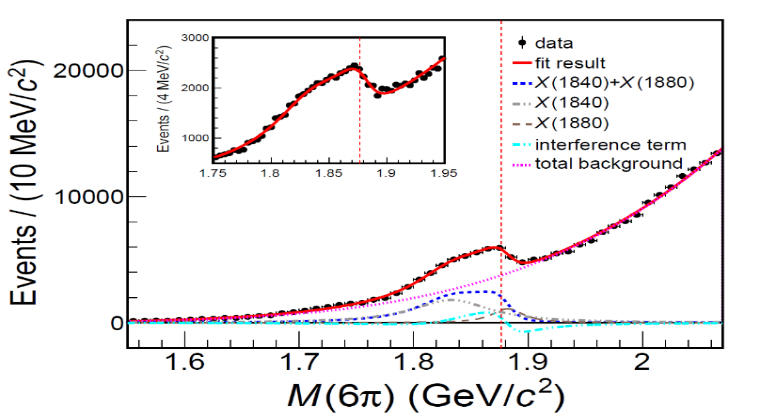 Events / (10 MeV/c²)
20000
10000
0
1.6
1.7
1.8
1.9
2
M(6π) (GeV/c²)
Events / (4 MeV/c²)
3000
2000
1000
1.75
1.8
1.85
1.9
1.95
data
fit result
X(1840)+X(1880)
X(1840)
X(1880)
interference term
total background